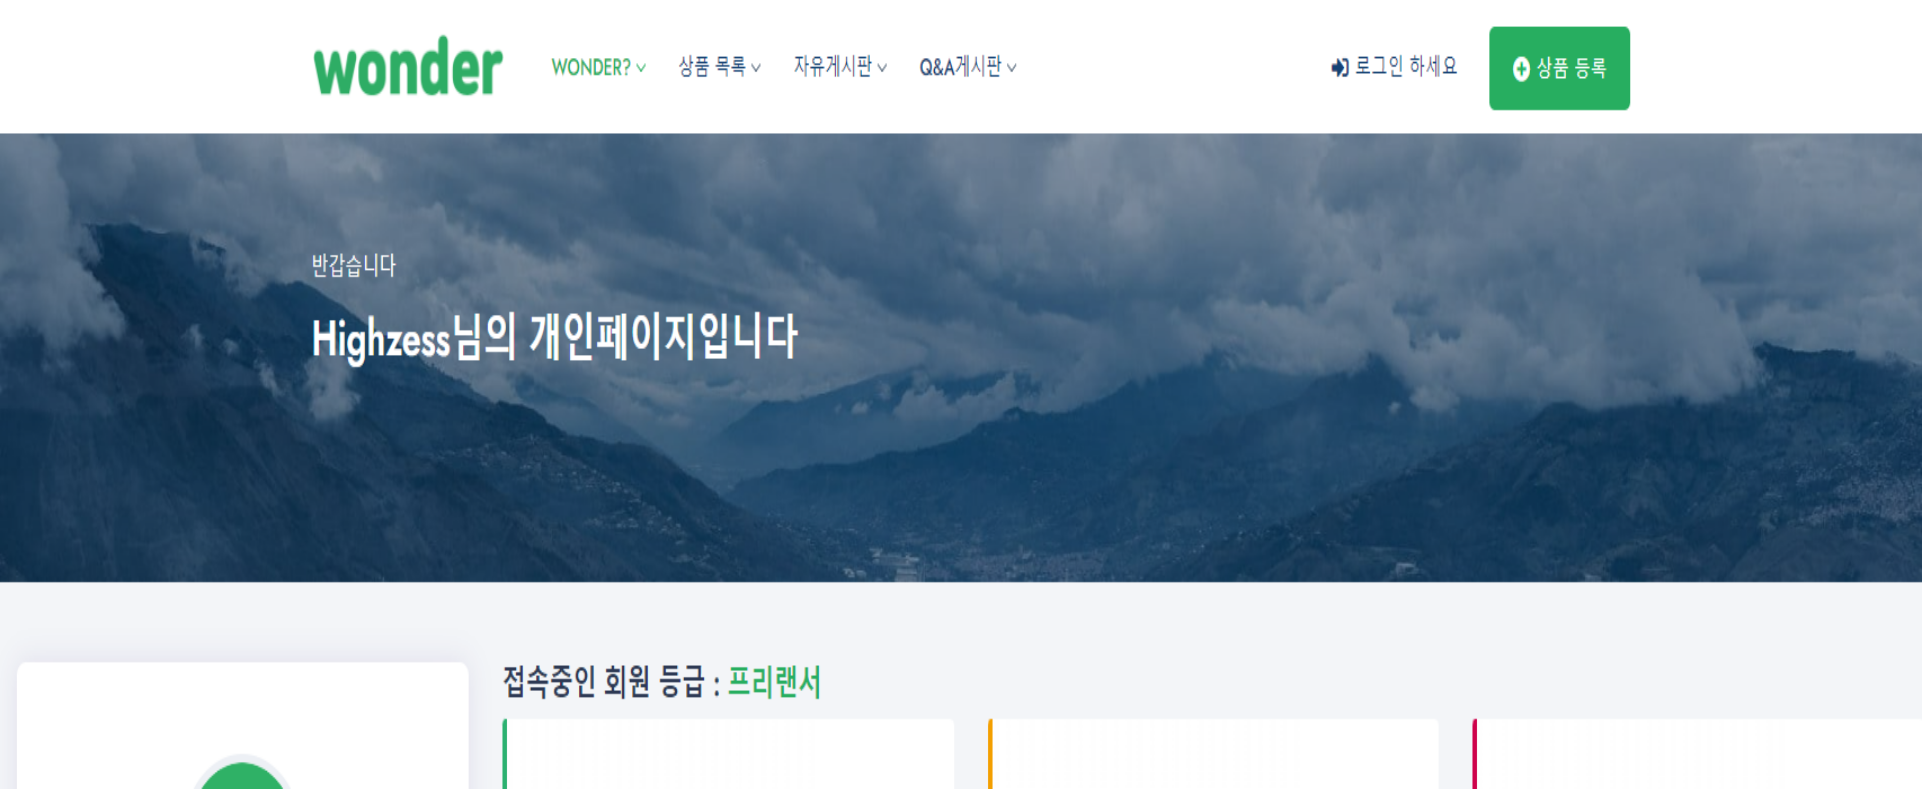 wonder WONDER? 상품 목록 자유게시판 Q&A게시판 로그인 하세요 상품 등록
반갑습니다
Highzess님의 개인페이지입니다
접속중인 회원 등급 : 프리랜서